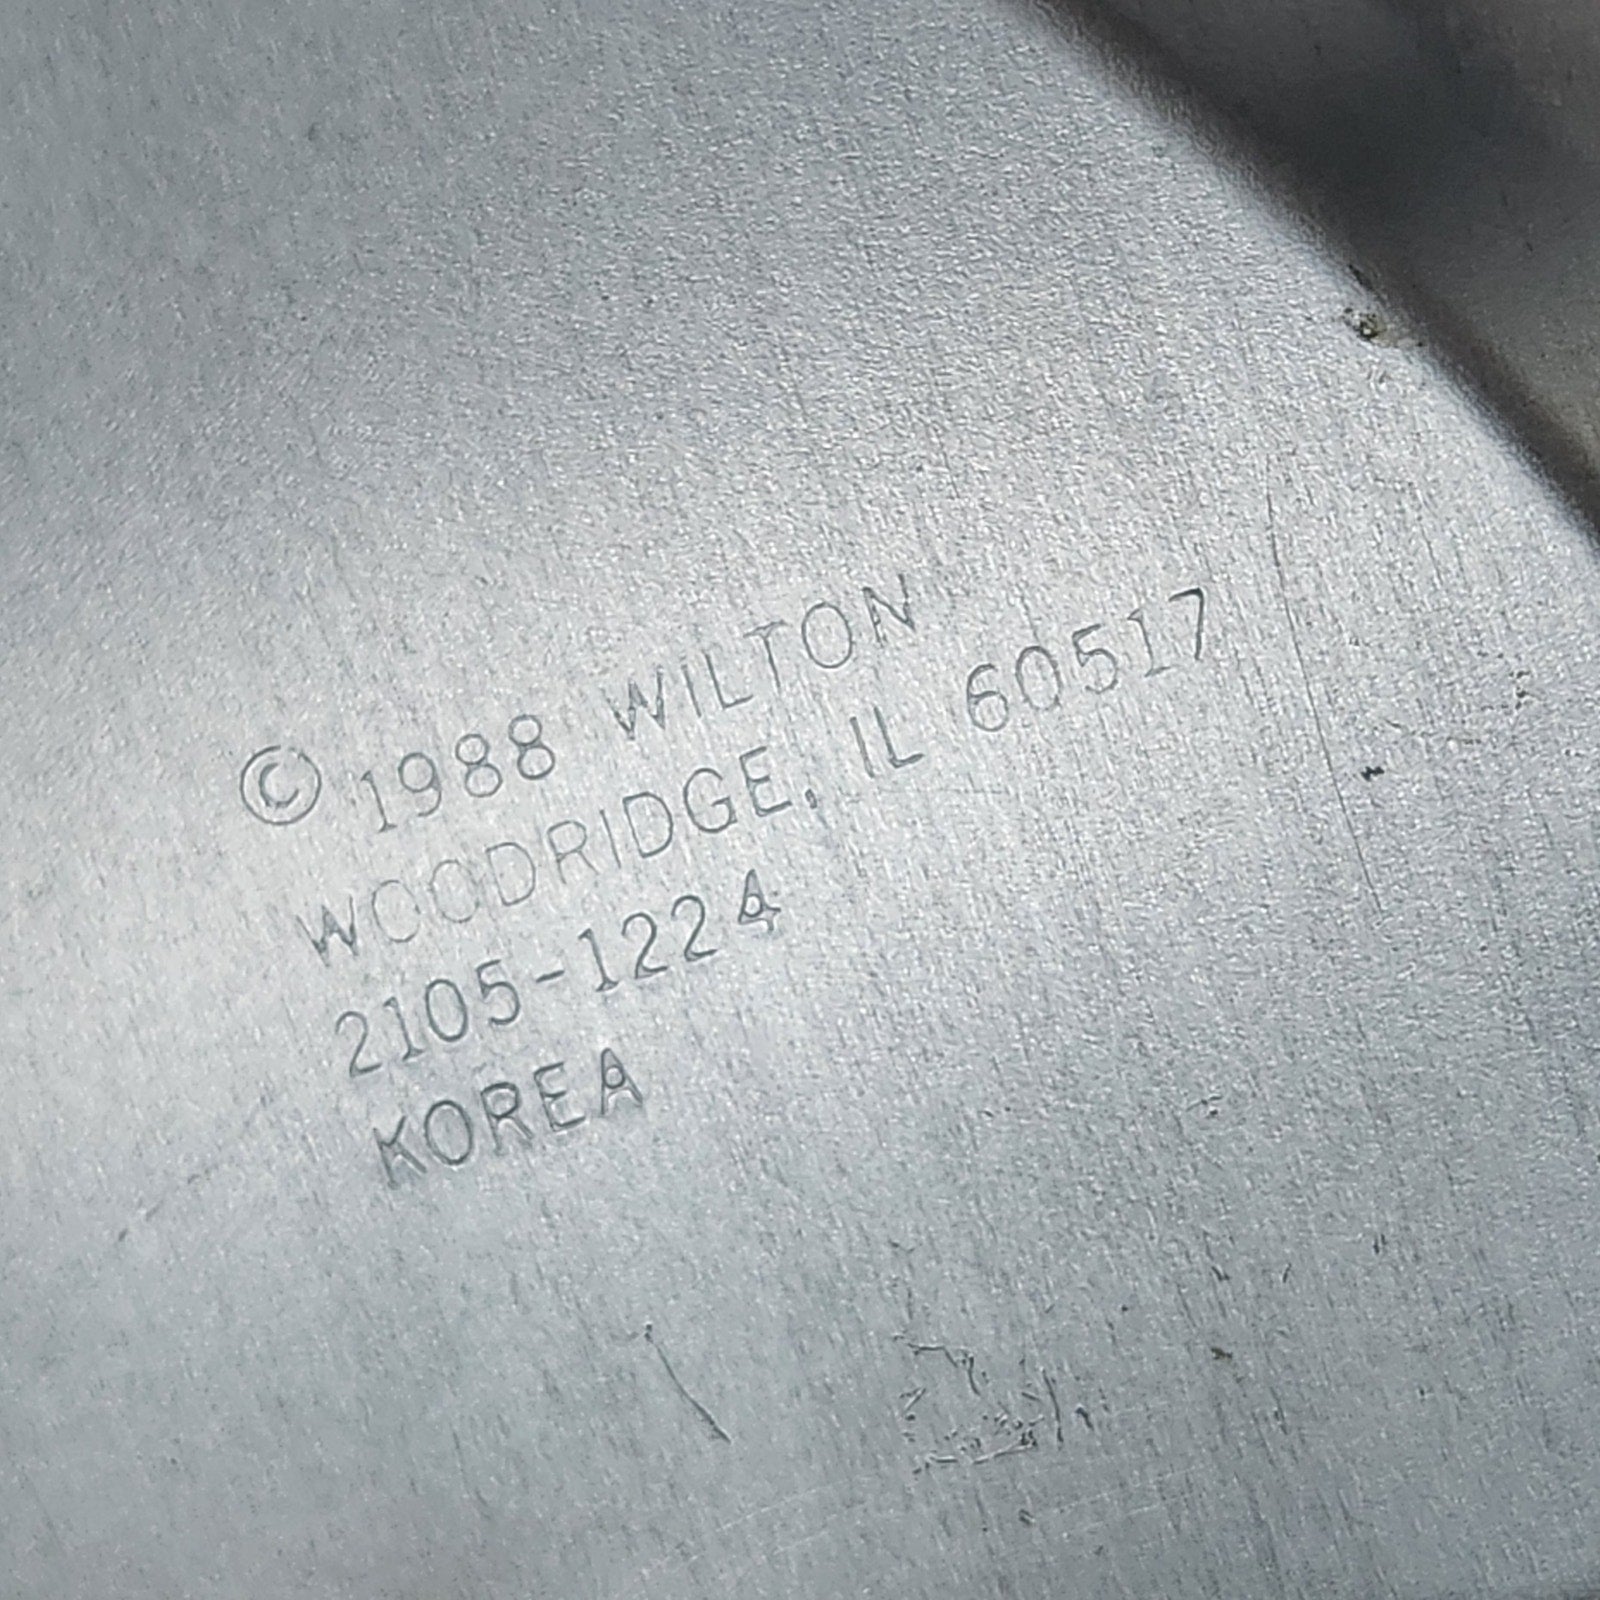 © 1988 WILTON
WOODRIDGE, IL 60517
2105-1224
KOREA